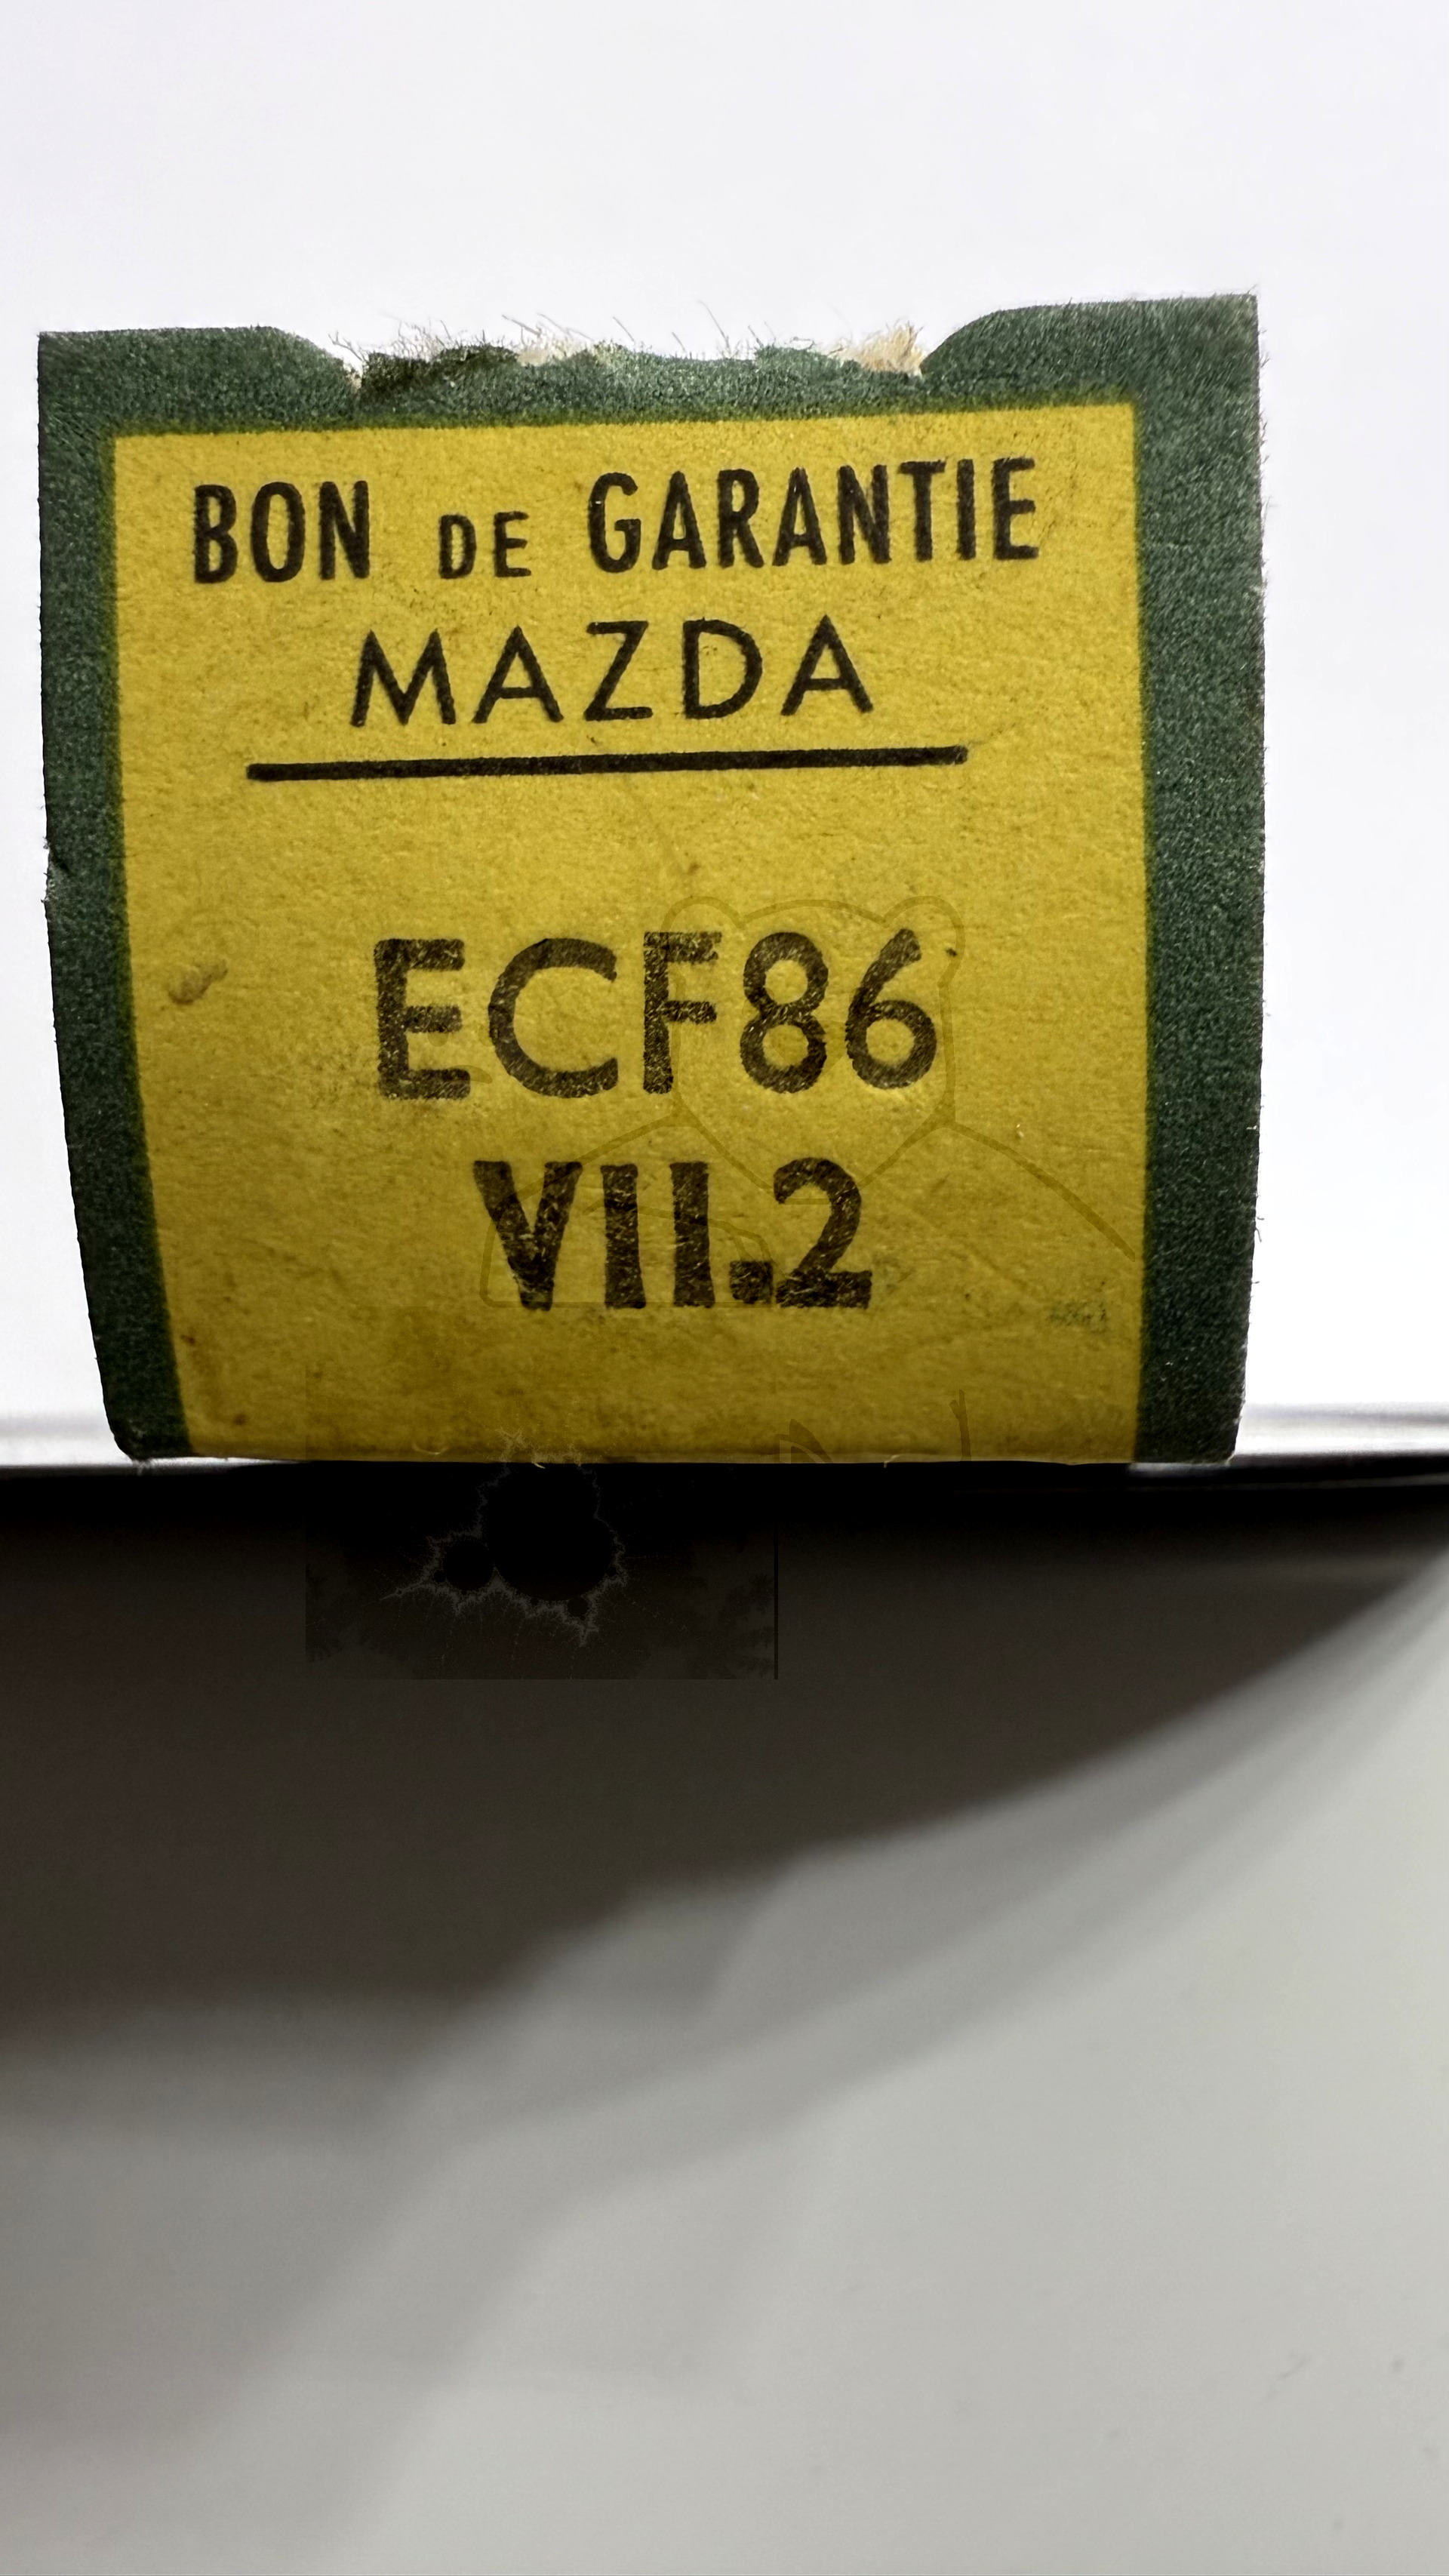 BON DE GARANTIE
MAZDA
ECF86
VII.2